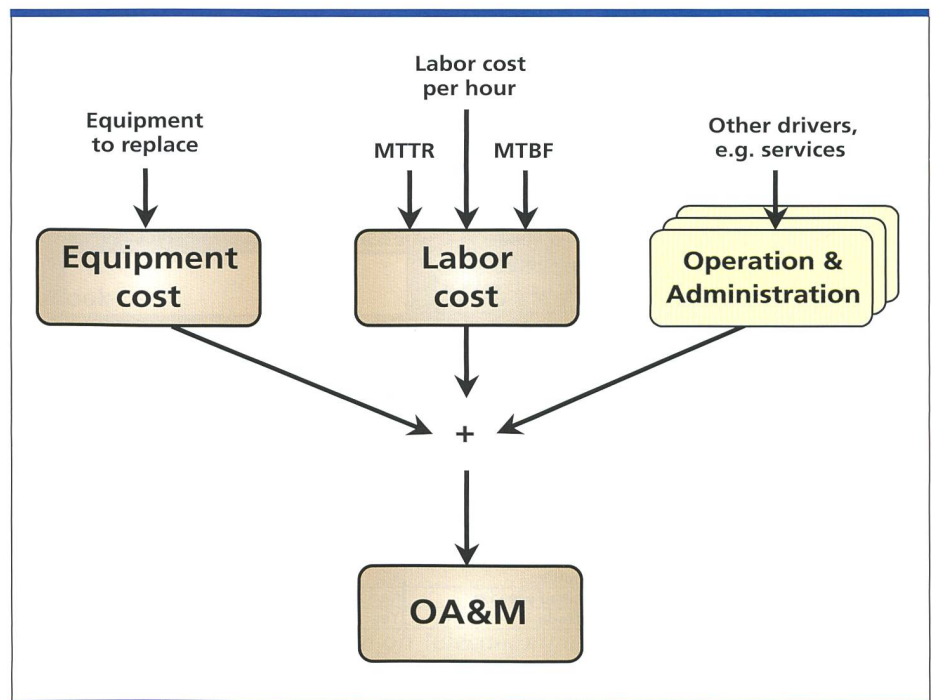 Labor cost
per hour
Equipment
to replace
MTTR
MTBF
Other drivers,
e.g. services
Equipment
cost
Labor
cost
Operation &
Administration
+
OA&M